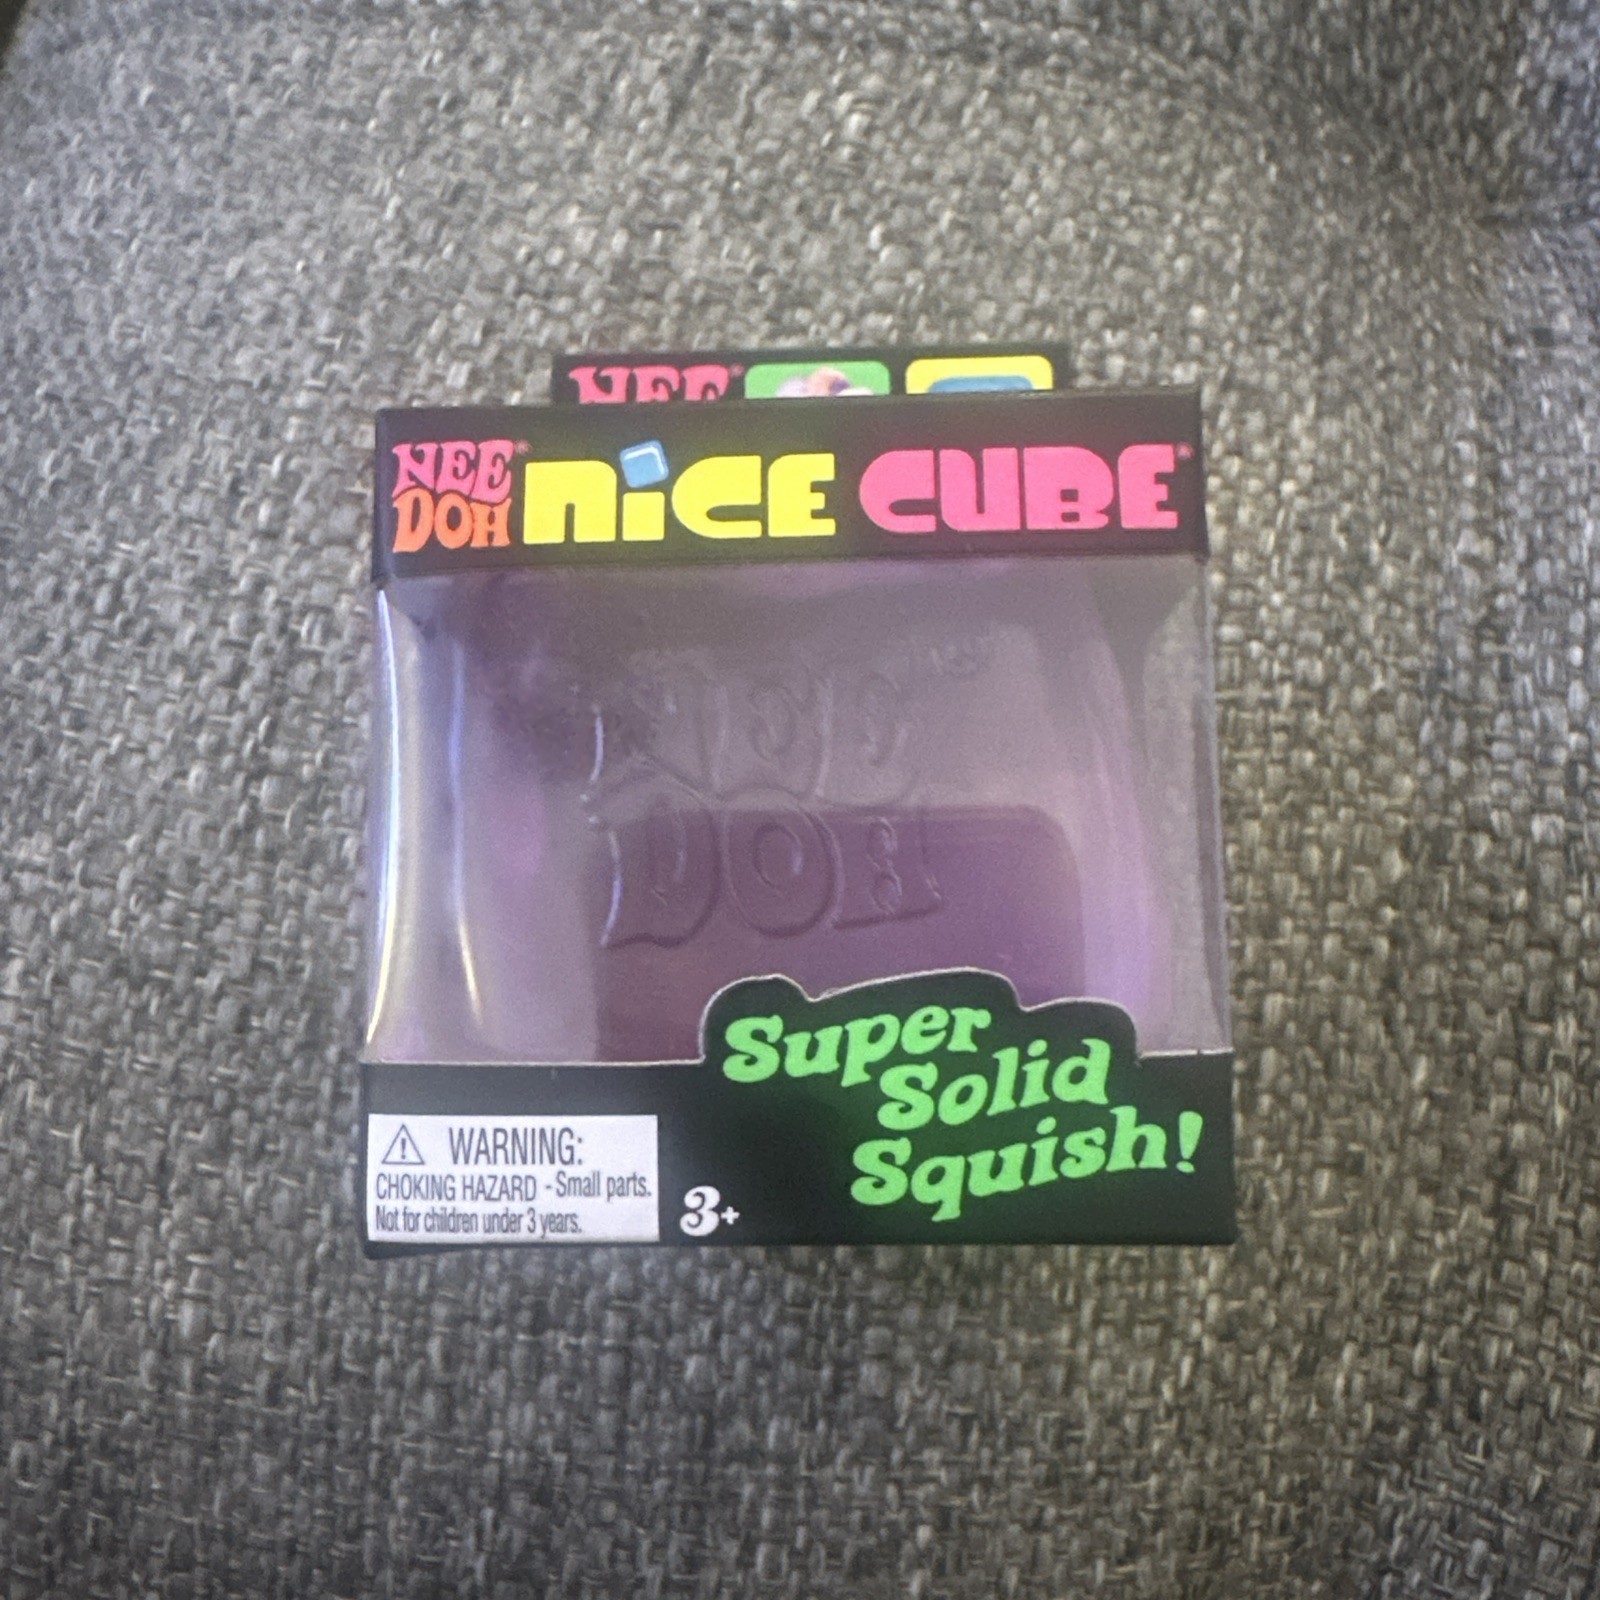 NEE®
NEE®
DOH
NiCE CUBE®
NEE
DOH
Super
Solid
Squish!
WARNING:
CHOKING HAZARD - Small parts.
Not for children under 3 years.
3+